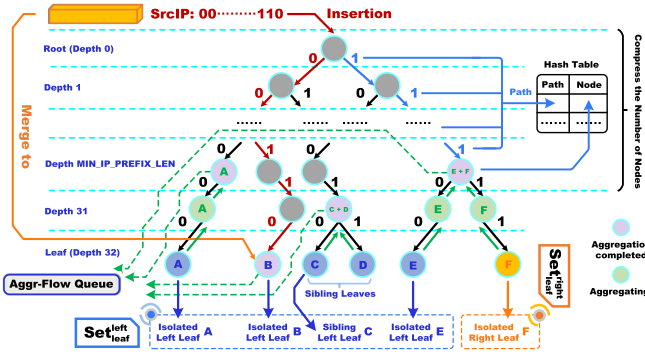 SrcIP: 00 ········110 Insertion
Root (Depth 0)
0 1
Hash Table
Path Node
······ ······
Compress the Number of Nodes
Depth 1
0 1 1
Path
······ ······ ······
Merge to
Depth MIN_IP_PREFIX_LEN
0 1 0 1
A E + F
0 1 1 0 1
Depth 31
A C + D E F
0 0 0 1 0 1
Leaf (Depth 32)
A B C D E F
Aggr-Flow Queue
Sibling Leaves
Set left leaf
Set right leaf
Isolated Left Leaf A
Isolated Left Leaf B
Sibling Left Leaf C
Isolated Left Leaf E
Isolated Right Leaf F
Aggregation completed
Aggregating